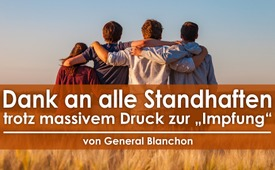 Dank an alle Standhaften
trotz massivem Druck zur „Impfung“
von General Blanchon